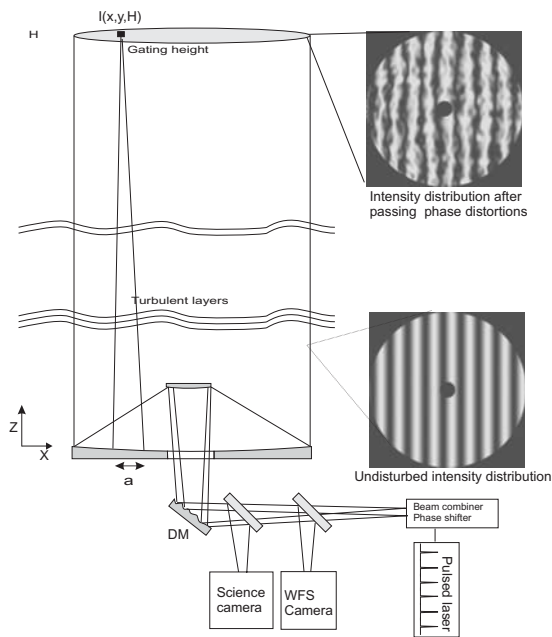 I(x,y,H)
H
Gating height
Intensity distribution after
passing phase distortions
Turbulent layers
Z
X
a
Undisturbed intensity distribution
DM
Beam combiner
Phase shifter
Science
camera
WFS
Camera
Pulsed laser